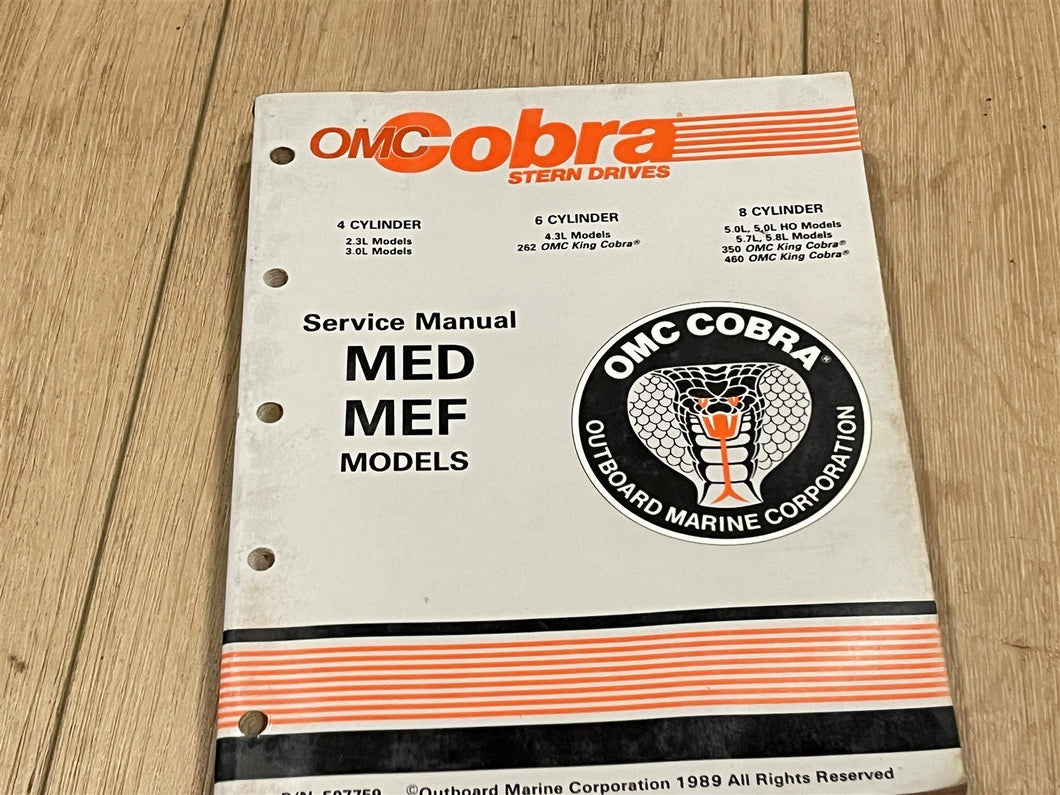 OMC Cobra®
STERN DRIVES
4 CYLINDER
2.3L Models
3.0L Models
6 CYLINDER
4.3L Models
262 OMC King Cobra®
8 CYLINDER
5.0L, 5.0L HO Models
5.7L, 5.8L Models
350 OMC King Cobra®
460 OMC King Cobra®
Service Manual
MED
MEF
MODELS
OMC COBRA®
OUTBOARD MARINE CORPORATION
P/N 507759 ©Outboard Marine Corporation 1989 All Rights Reserved